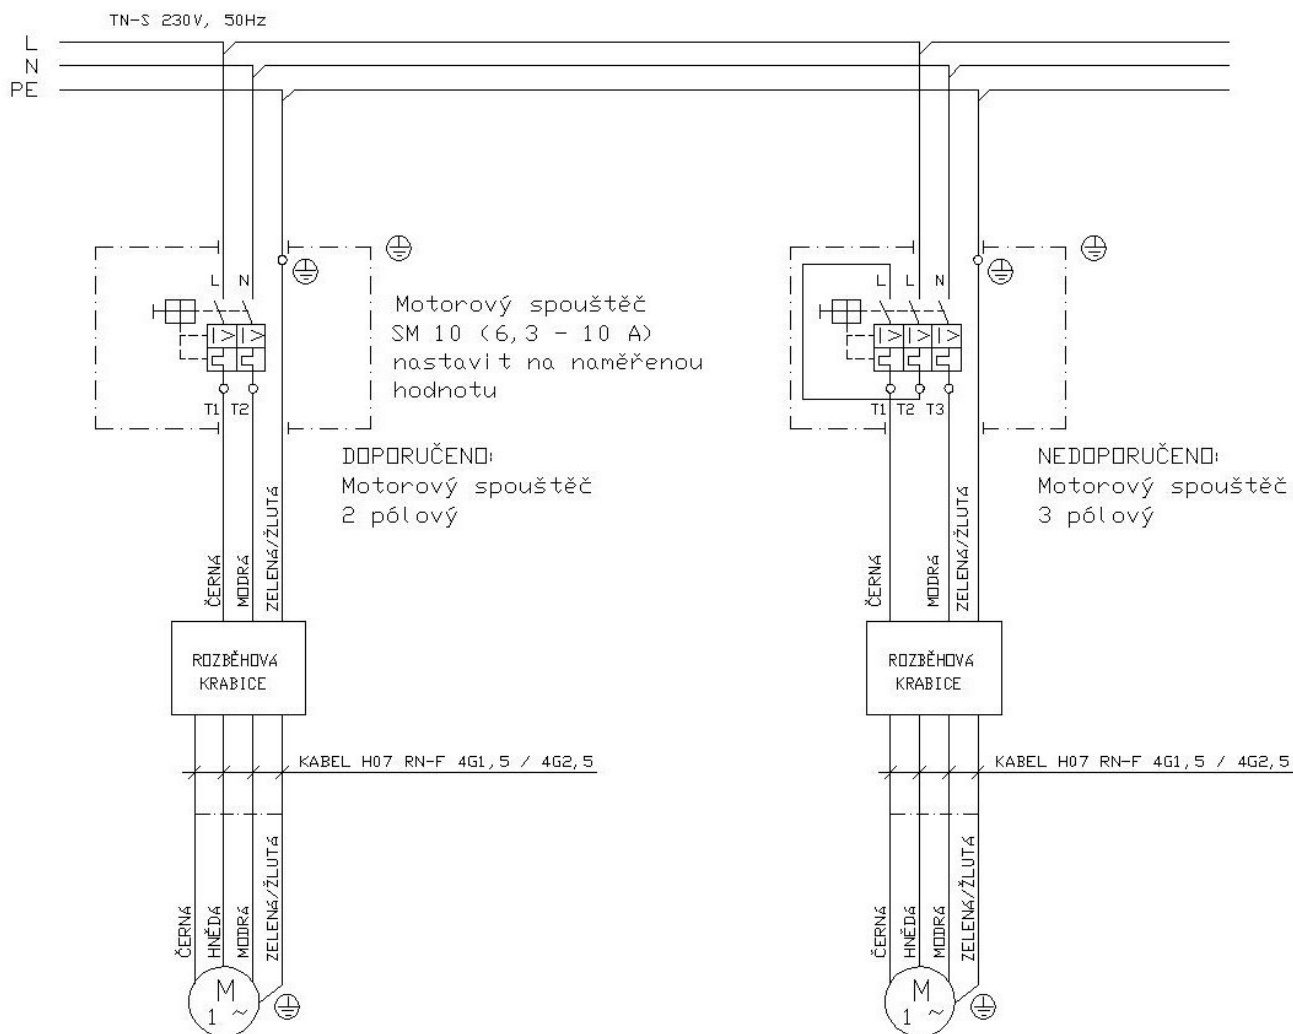 TN-S 230V, 50Hz
L
N
PE
L N
Motorový spouštěč
SM 10 (6,3 - 10 A)
nastavit na naměřenou
hodnotu
T1 T2
DOPORUČENO:
Motorový spouštěč
2 pólový
ČERNÁ
MODRÁ
ZELENÁ/ŽLUTÁ
ROZBĚHOVÁ
KRABICE
KABEL H07 RN-F 4G1,5 / 4G2,5
ČERNÁ
HNĚDÁ
MODRÁ
ZELENÁ/ŽLUTÁ
M
1 ~
L L N
T1 T2 T3
NEDOPORUČENO:
Motorový spouštěč
3 pólový
ČERNÁ
MODRÁ
ZELENÁ/ŽLUTÁ
ROZBĚHOVÁ
KRABICE
KABEL H07 RN-F 4G1,5 / 4G2,5
ČERNÁ
HNĚDÁ
MODRÁ
ZELENÁ/ŽLUTÁ
M
1 ~